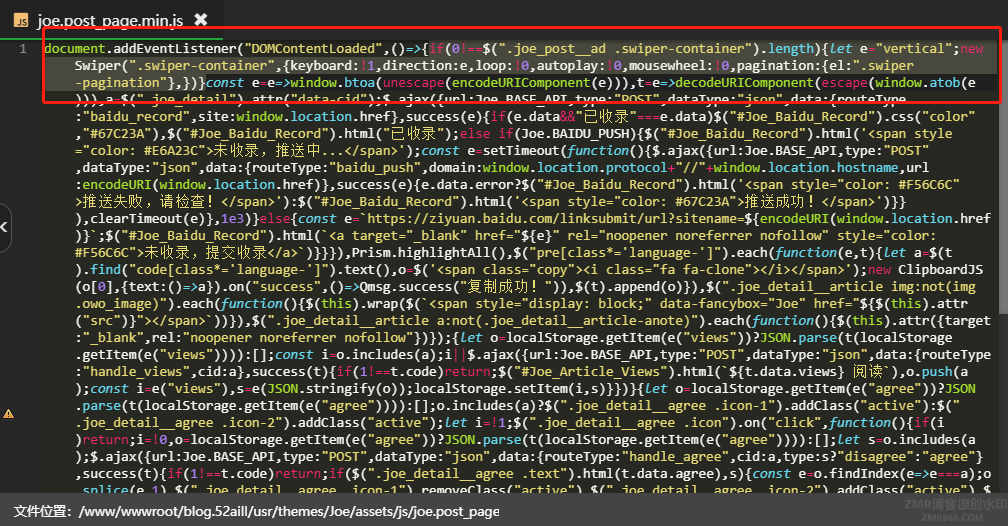 joe.post_page.min.js
1 document.addEventListener("DOMContentLoaded",()=>{if(0!==$(".joe_post__ad .swiper-container").length){let e="vertical";new
Swiper(".swiper-container",{keyboard:!1,direction:e,loop:!0,autoplay:!0,mousewheel:!0,pagination:{el:".swiper
-pagination"},})}const e=e=>window.btoa(unescape(encodeURIComponent(e))),t=e=>decodeURIComponent(escape(window.atob(e
))),a=$(".joe_detail").attr("data-cid");$.ajax({url:Joe.BASE_API,type:"POST",dataType:"json",data:{routeType
:"baidu_record",site:window.location.href},success(e){if(e.data&&"已收录"===e.data)$("#Joe_Baidu_Record").css("color"
,"#67C23A"),$("#Joe_Baidu_Record").html("已收录");else if(Joe.BAIDU_PUSH){$("#Joe_Baidu_Record").html('<span style
="color: #E6A23C">未收录，推送中...</span>');const e=setTimeout(function(){$.ajax({url:Joe.BASE_API,type:"POST"
,dataType:"json",data:{routeType:"baidu_push",domain:window.location.protocol+"//"+window.location.hostname,url
:encodeURI(window.location.href)},success(e){e.data.error?$("#Joe_Baidu_Record").html('<span style="color: #F56C6C"
>推送失败，请检查！</span>'):$("#Joe_Baidu_Record").html('<span style="color: #67C23A">推送成功！</span>')}}
),clearTimeout(e)},1e3)}else{const e=`https://ziyuan.baidu.com/linksubmit/url?sitename=${encodeURI(window.location.href
)}`;$("#Joe_Baidu_Record").html(`<a target="_blank" href="${e}" rel="noopener noreferrer nofollow" style="color:
#F56C6C">未收录，提交收录</a>`)}}}),Prism.highlightAll(),$("pre[class*='language-']").each(function(e,t){let a=$(t
).find("code[class*='language-']").text(),o=$('<span class="copy"><i class="fa fa-clone"></i></span>');new ClipboardJS
(o[0],{text:()=>a}).on("success",()=>Qmsg.success("复制成功！")),$(t).append(o)}),$(".joe_detail__article img:not(img
.owo_image)").each(function(){$(this).wrap($(`<span style="display: block;" data-fancybox="Joe" href="${$(this).attr
("src")}"></span>`))}),$(".joe_detail__article a:not(.joe_detail__article-anote)").each(function(){$(this).attr({target
:"_blank",rel:"noopener noreferrer nofollow"})});{let o=localStorage.getItem(e("views"))?JSON.parse(t(localStorage
.getItem(e("views")))):[];const i=o.includes(a);i||$.ajax({url:Joe.BASE_API,type:"POST",dataType:"json",data:{routeType
:"handle_views",cid:a},success(t){if(1!==t.code)return;$("#Joe_Article_Views").html(`${t.data.views} 阅读`),o.push(a
);const i=e("views"),s=e(JSON.stringify(o));localStorage.setItem(i,s)}})}{let o=localStorage.getItem(e("agree"))?JSON
.parse(t(localStorage.getItem(e("agree")))):[];o.includes(a)?$(".joe_detail__agree .icon-1").addClass("active"):$("
.joe_detail__agree .icon-2").addClass("active");let i=!1;$(".joe_detail__agree .icon").on("click",function(){if(i
)return;i=!0,o=localStorage.getItem(e("agree"))?JSON.parse(t(localStorage.getItem(e("agree")))):[];let s=o.includes(a
);$.ajax({url:Joe.BASE_API,type:"POST",dataType:"json",data:{routeType:"handle_agree",cid:a,type:s?"disagree":"agree"}
,success(t){if(1!==t.code)return;if($(".joe_detail__agree .text").html(t.data.agree),s){const e=o.findIndex(e=>e===a);o
.splice(e,1),$(".joe_detail__agree .icon-1").removeClass("active"),$(".joe_detail__agree .icon-2").addClass("active"),$
文件位置：/www/wwwroot/blog.52aill/usr/themes/Joe/assets/js/joe.post_page
ZMR博客原创水印
ZMR666.COM